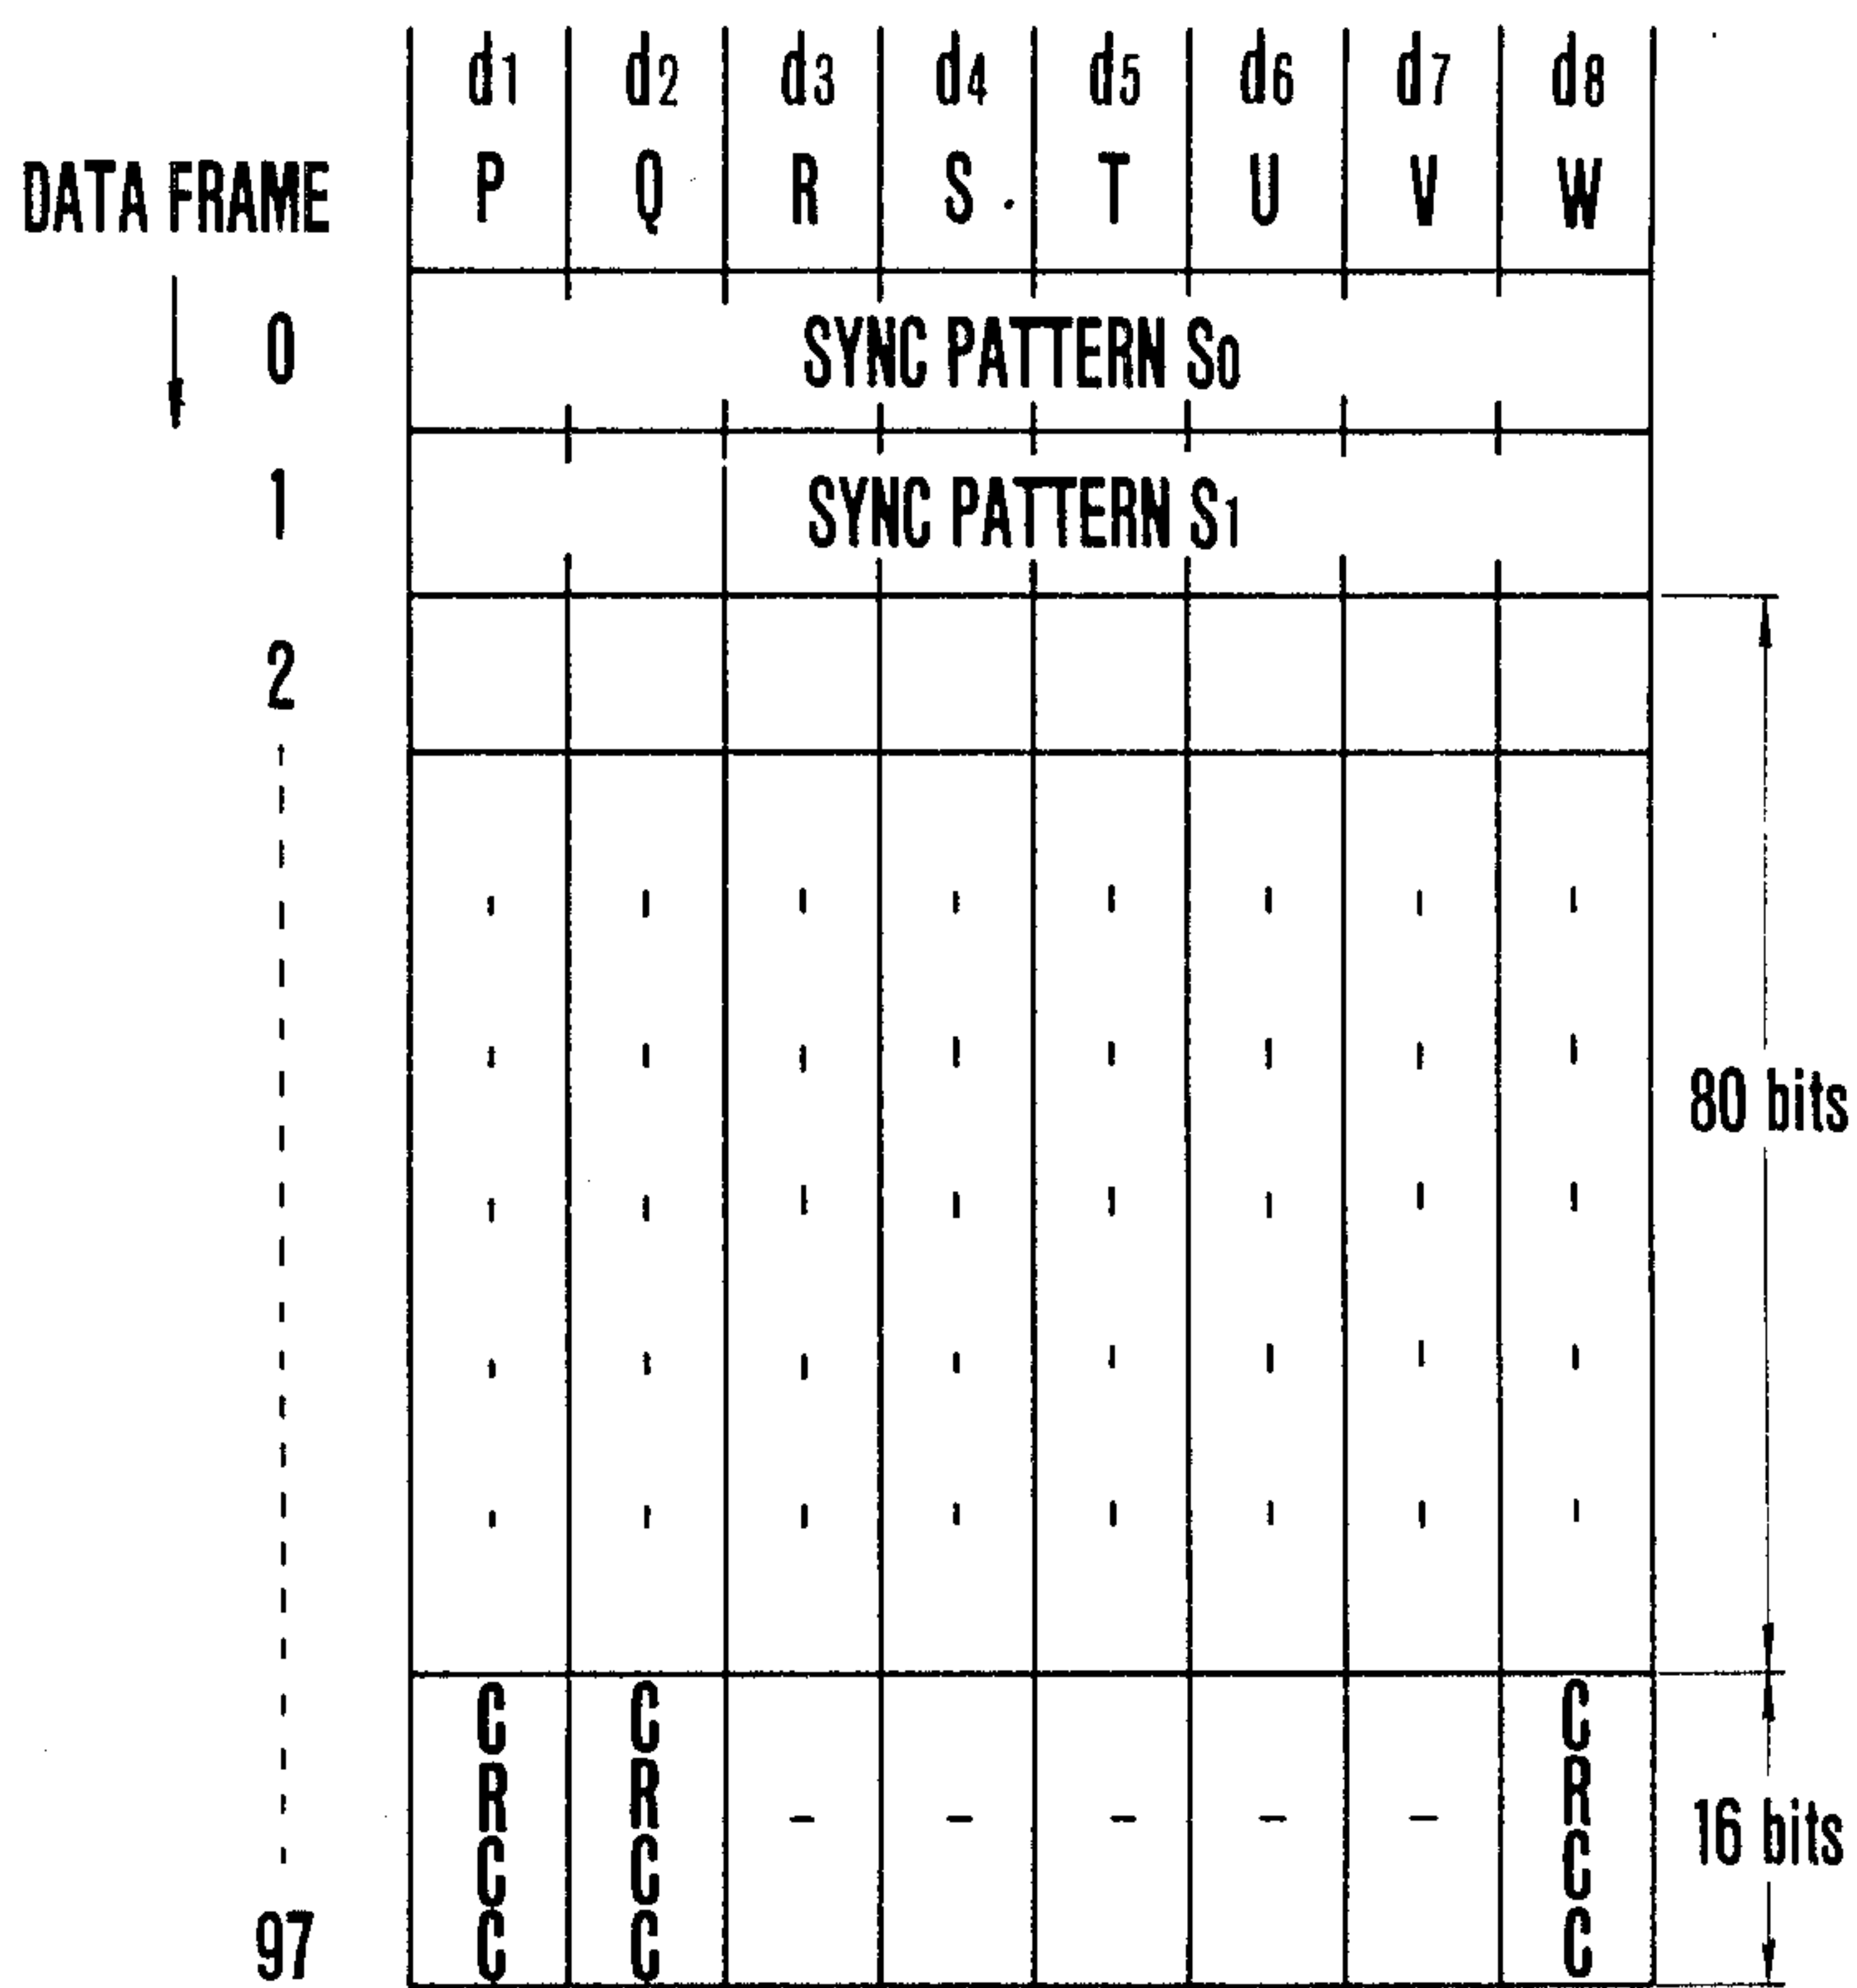 d1 d2 d3 d4 d5 d6 d7 d8
DATA FRAME P Q R S T U V W
0 SYNC PATTERN S0
1 SYNC PATTERN S1
2
80 bits
C C C
R R R
C C C
C C C
16 bits
97